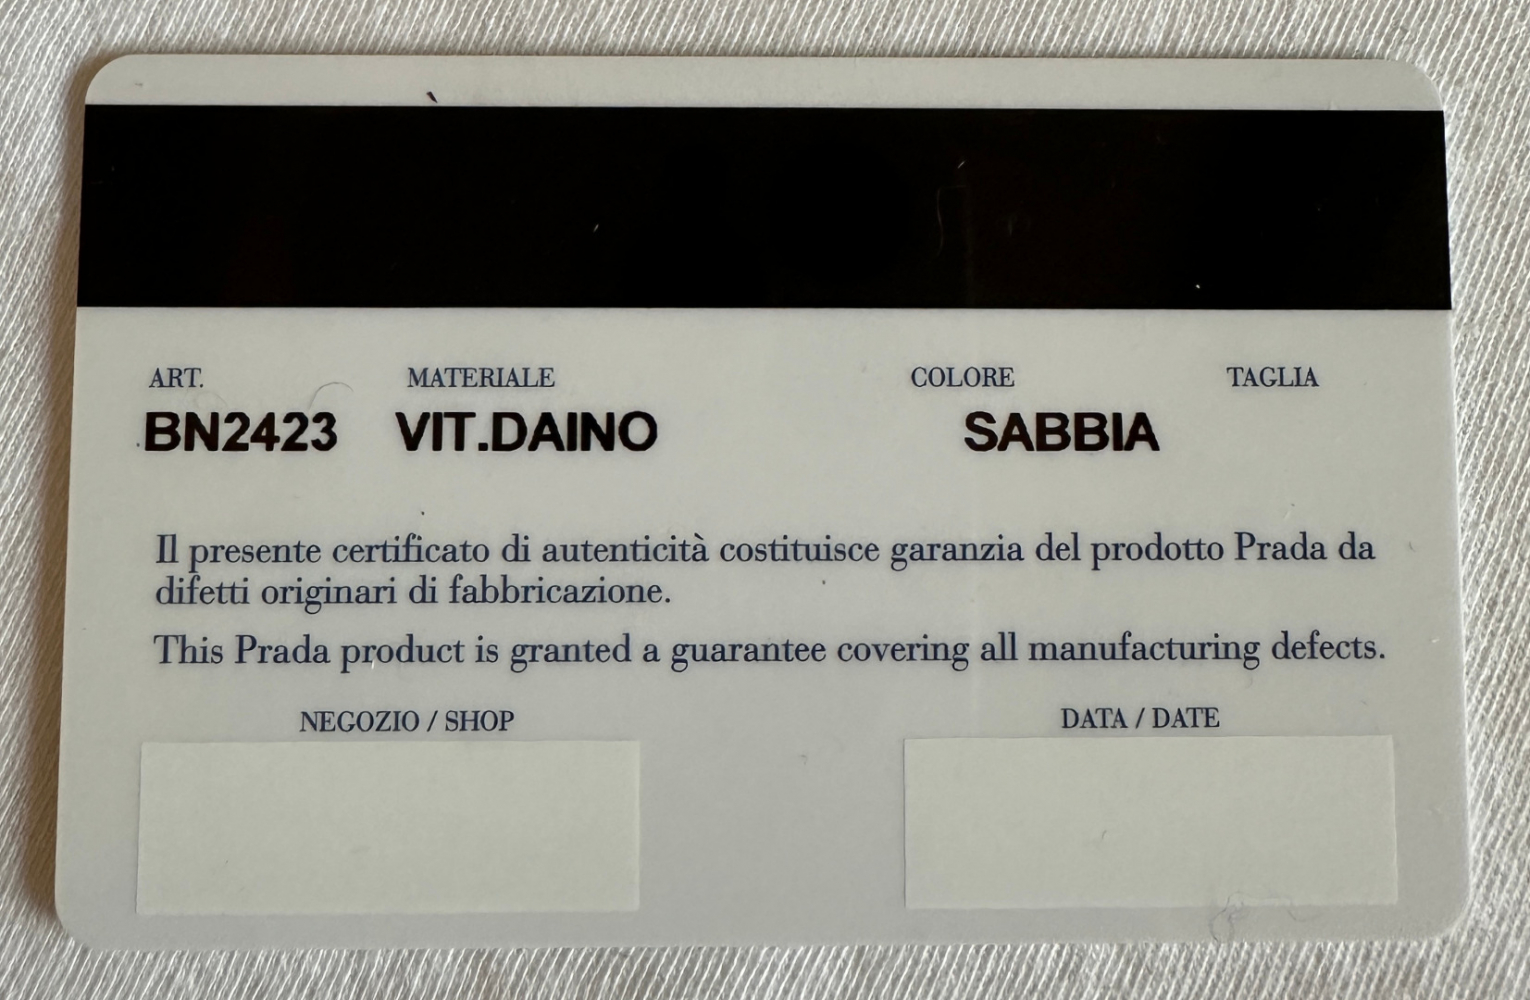 ART. MATERIALE COLORE TAGLIA
BN2423 VIT.DAINO SABBIA
Il presente certificato di autenticità costituisce garanzia del prodotto Prada da
difetti originari di fabbricazione.
This Prada product is granted a guarantee covering all manufacturing defects.
NEGOZIO / SHOP DATA / DATE